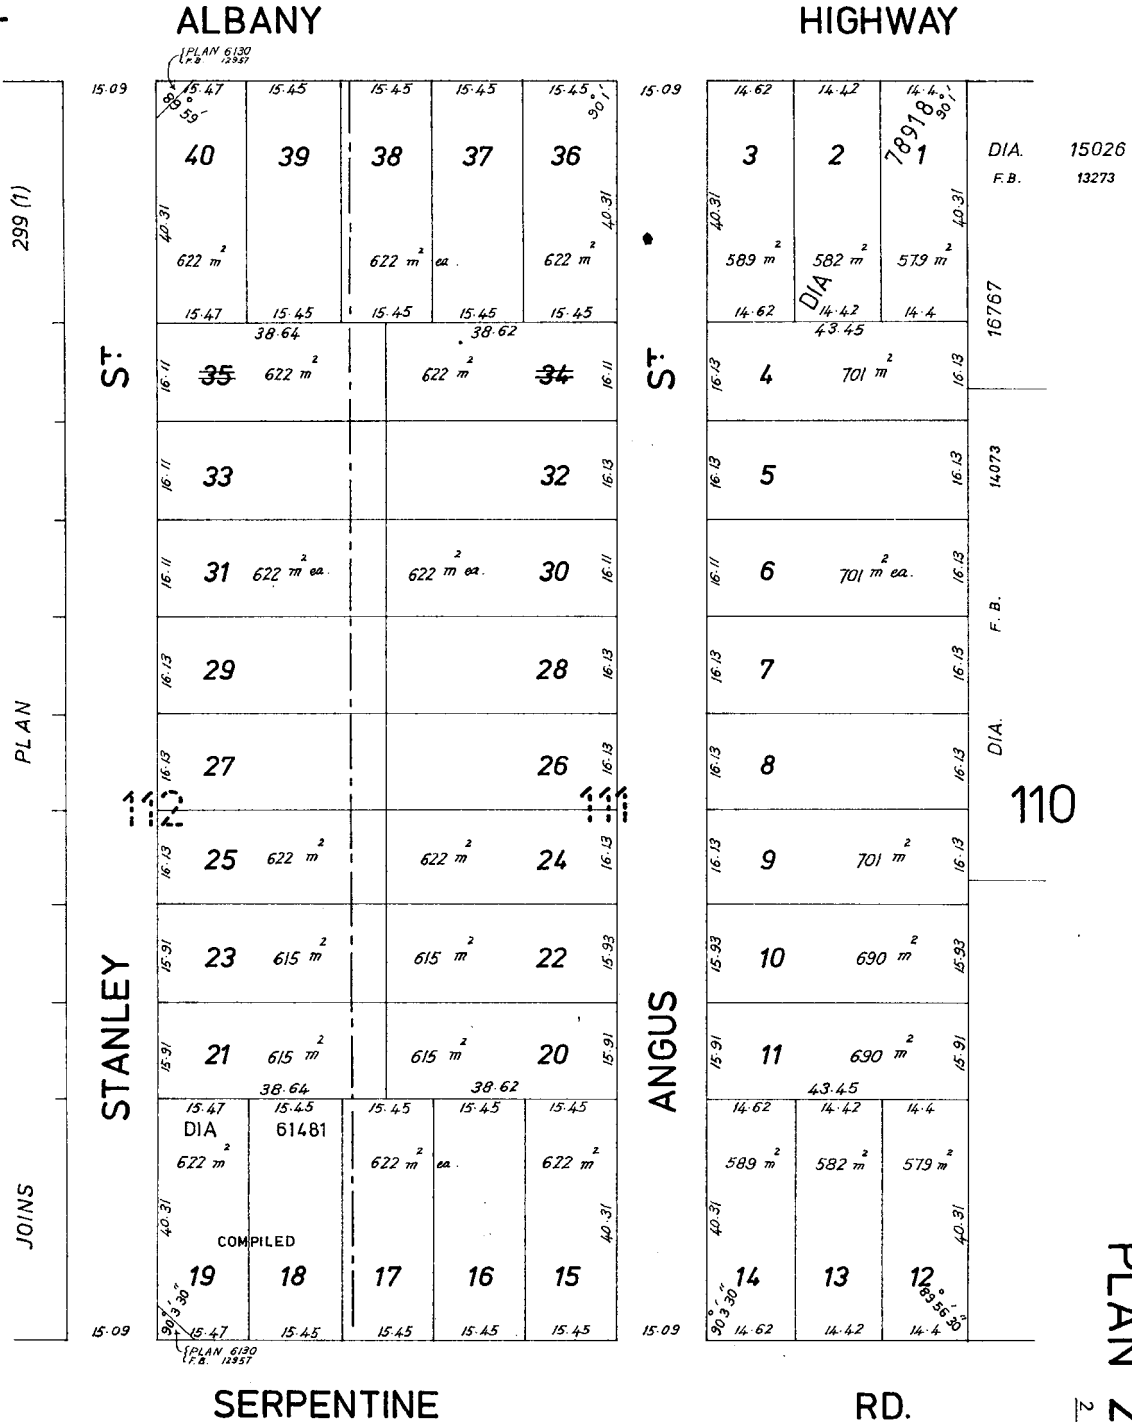 ALBANY HIGHWAY
PLAN 6130
F.B. 12957
15·09 15·47 15·45 15·45 15·45 15·45 15·09 14·62 14·42 14·4
89° 59' 90° 1' 90° 1'
78918
40 39 38 37 36 3 2 1
DIA. 15026
F.B. 13273
299 (1)
40·31 40·31 40·31 40·31
622 m² 622 m² ea. 622 m² 589 m² 582 m² 579 m²
DIA
16767
15·47 15·45 15·45 15·45 15·45 14·62 14·42 14·4
38·64 38·62 43·45
ST. ST.
16·11 35 622 m² 622 m² 34 16·11 16·13 4 701 m² 16·13
16·11 33 32 16·13 16·13 5 16·13
14073
16·11 31 622 m² ea. 622 m² ea. 30 16·11 16·11 6 701 m² ea. 16·13
F.B.
16·13 29 28 16·13 16·13 7 16·13
PLAN
DIA.
16·13 27 26 16·13 16·13 8 16·13
112 111 110
16·13 25 622 m² 622 m² 24 16·13 16·13 9 701 m² 16·13
15·91 23 615 m² 615 m² 22 15·93 15·93 10 690 m² 15·93
STANLEY ANGUS
15·91 21 615 m² 615 m² 20 15·91 15·91 11 690 m² 15·91
38·64 38·62 43·45
15·47 15·45 15·45 15·45 15·45 14·62 14·42 14·4
DIA 61481
622 m² 622 m² ea. 622 m² 589 m² 582 m² 579 m²
JOINS
40·31 40·31 40·31 40·31
COMPILED
19 18 17 16 15 14 13 12
90° 3' 30" 90° 3' 30" 89° 56' 30"
15·09 15·47 15·45 15·45 15·45 15·45 15·09 14·62 14·42 14·4
PLAN 6130
F.B. 12957
PLAN 2
2
SERPENTINE RD.